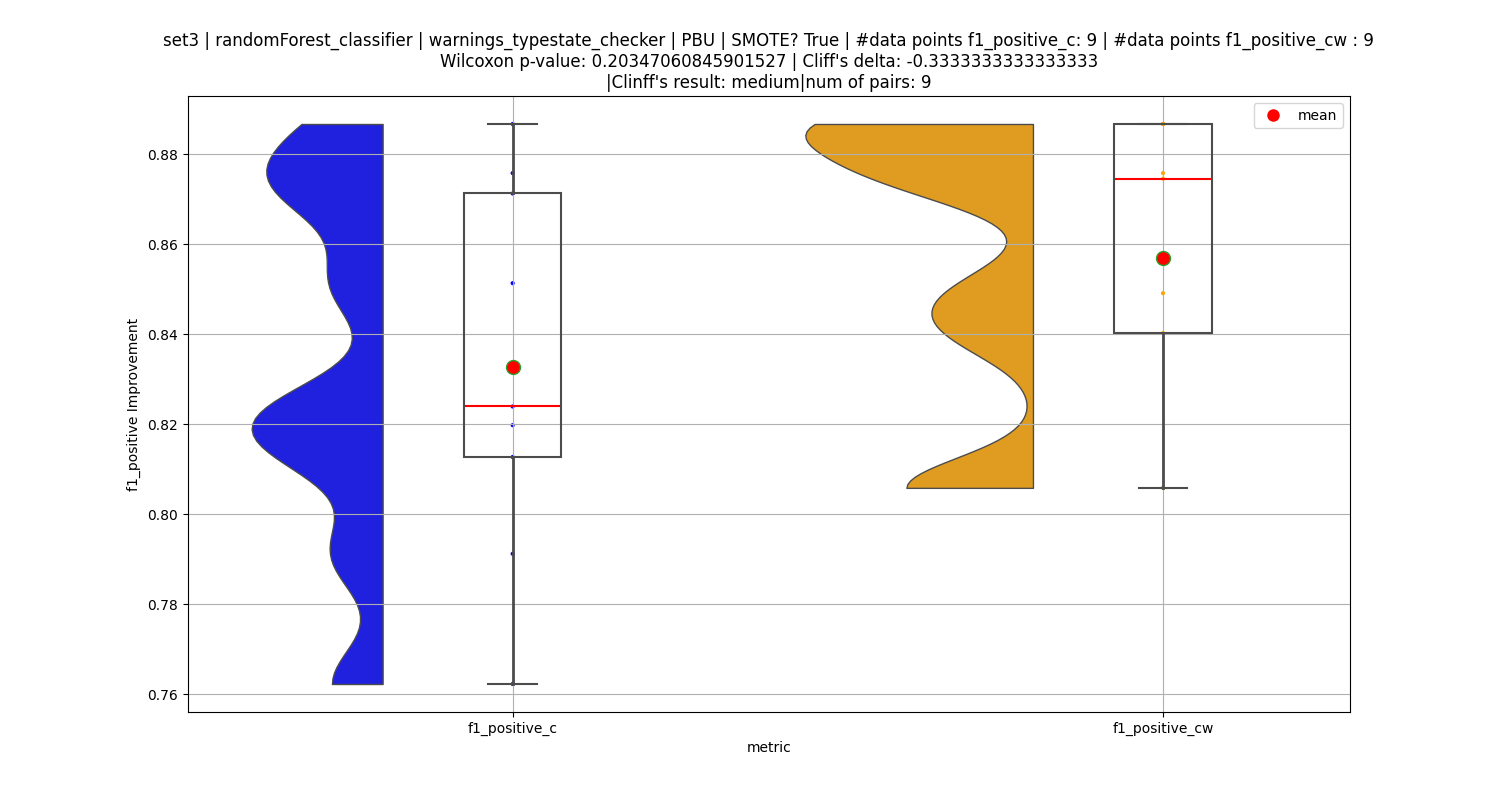 set3 | randomForest_classifier | warnings_typestate_checker | PBU | SMOTE? True | #data points f1_positive_c: 9 | #data points f1_positive_cw : 9
Wilcoxon p-value: 0.20347060845901527 | Cliff's delta: -0.3333333333333333
|Clinff's result: medium|num of pairs: 9
mean
0.88
0.86
0.84
0.82
0.80
0.78
0.76
f1_positive Improvement
f1_positive_c
f1_positive_cw
metric